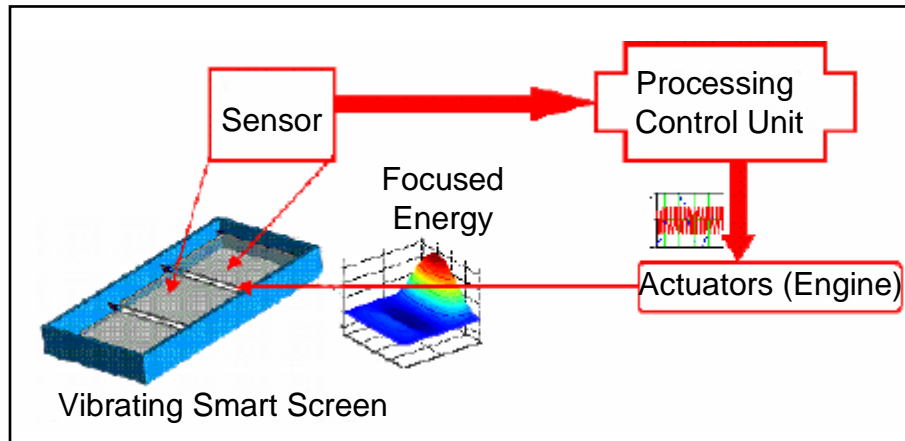 Sensor
Processing
Control Unit
Focused
Energy
Actuators (Engine)
Vibrating Smart Screen